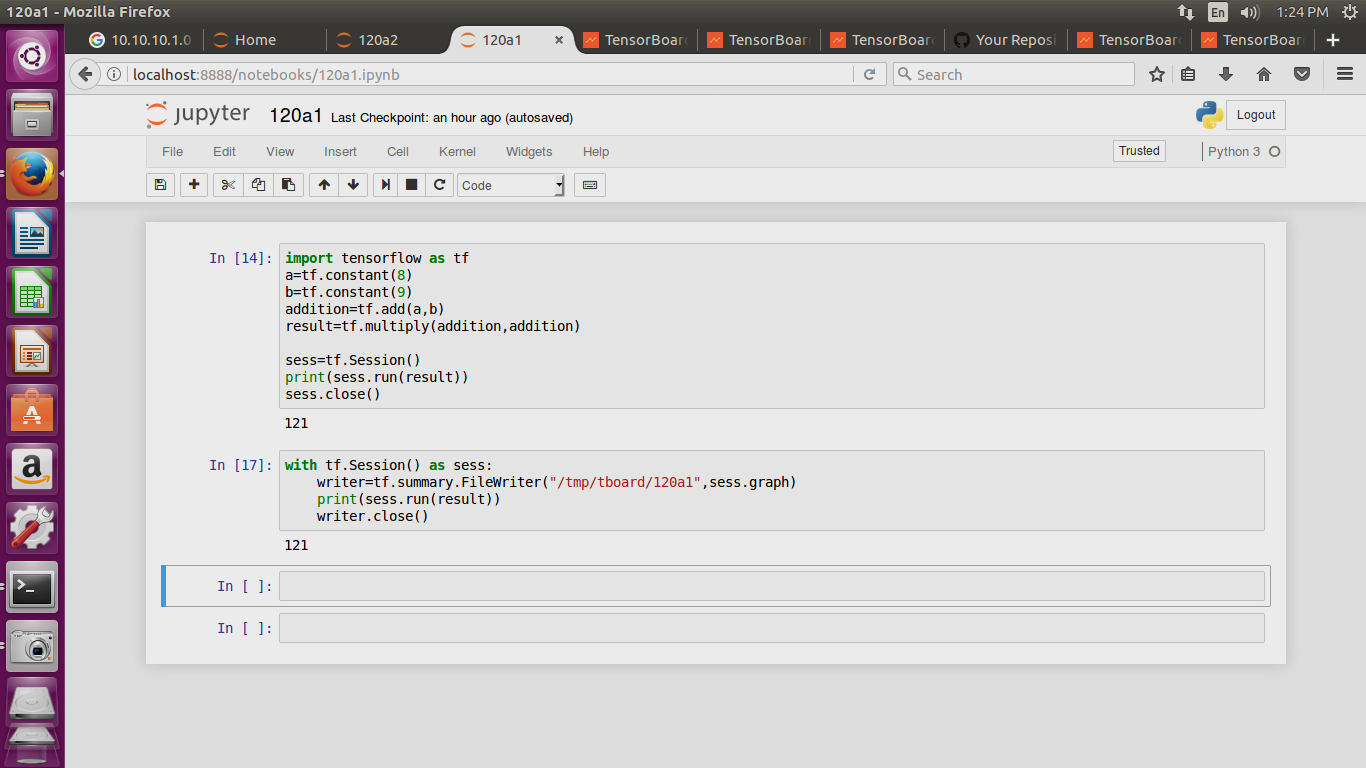 120a1 - Mozilla Firefox
En
1:24 PM
10.10.10.1.0
Home
120a2
120a1
TensorBoar
TensorBoar
TensorBoar
Your Reposi
TensorBoar
TensorBoar
localhost:8888/notebooks/120a1.ipynb
Search
jupyter
120a1 Last Checkpoint: an hour ago (autosaved)
Logout
File Edit View Insert Cell Kernel Widgets Help
Trusted
Python 3
Code
In [14]:
import tensorflow as tf
a=tf.constant(8)
b=tf.constant(9)
addition=tf.add(a,b)
result=tf.multiply(addition,addition)
sess=tf.Session()
print(sess.run(result))
sess.close()
121
In [17]:
with tf.Session() as sess:
    writer=tf.summary.FileWriter("/tmp/tboard/120a1",sess.graph)
    print(sess.run(result))
    writer.close()
121
In [ ]:
In [ ]: